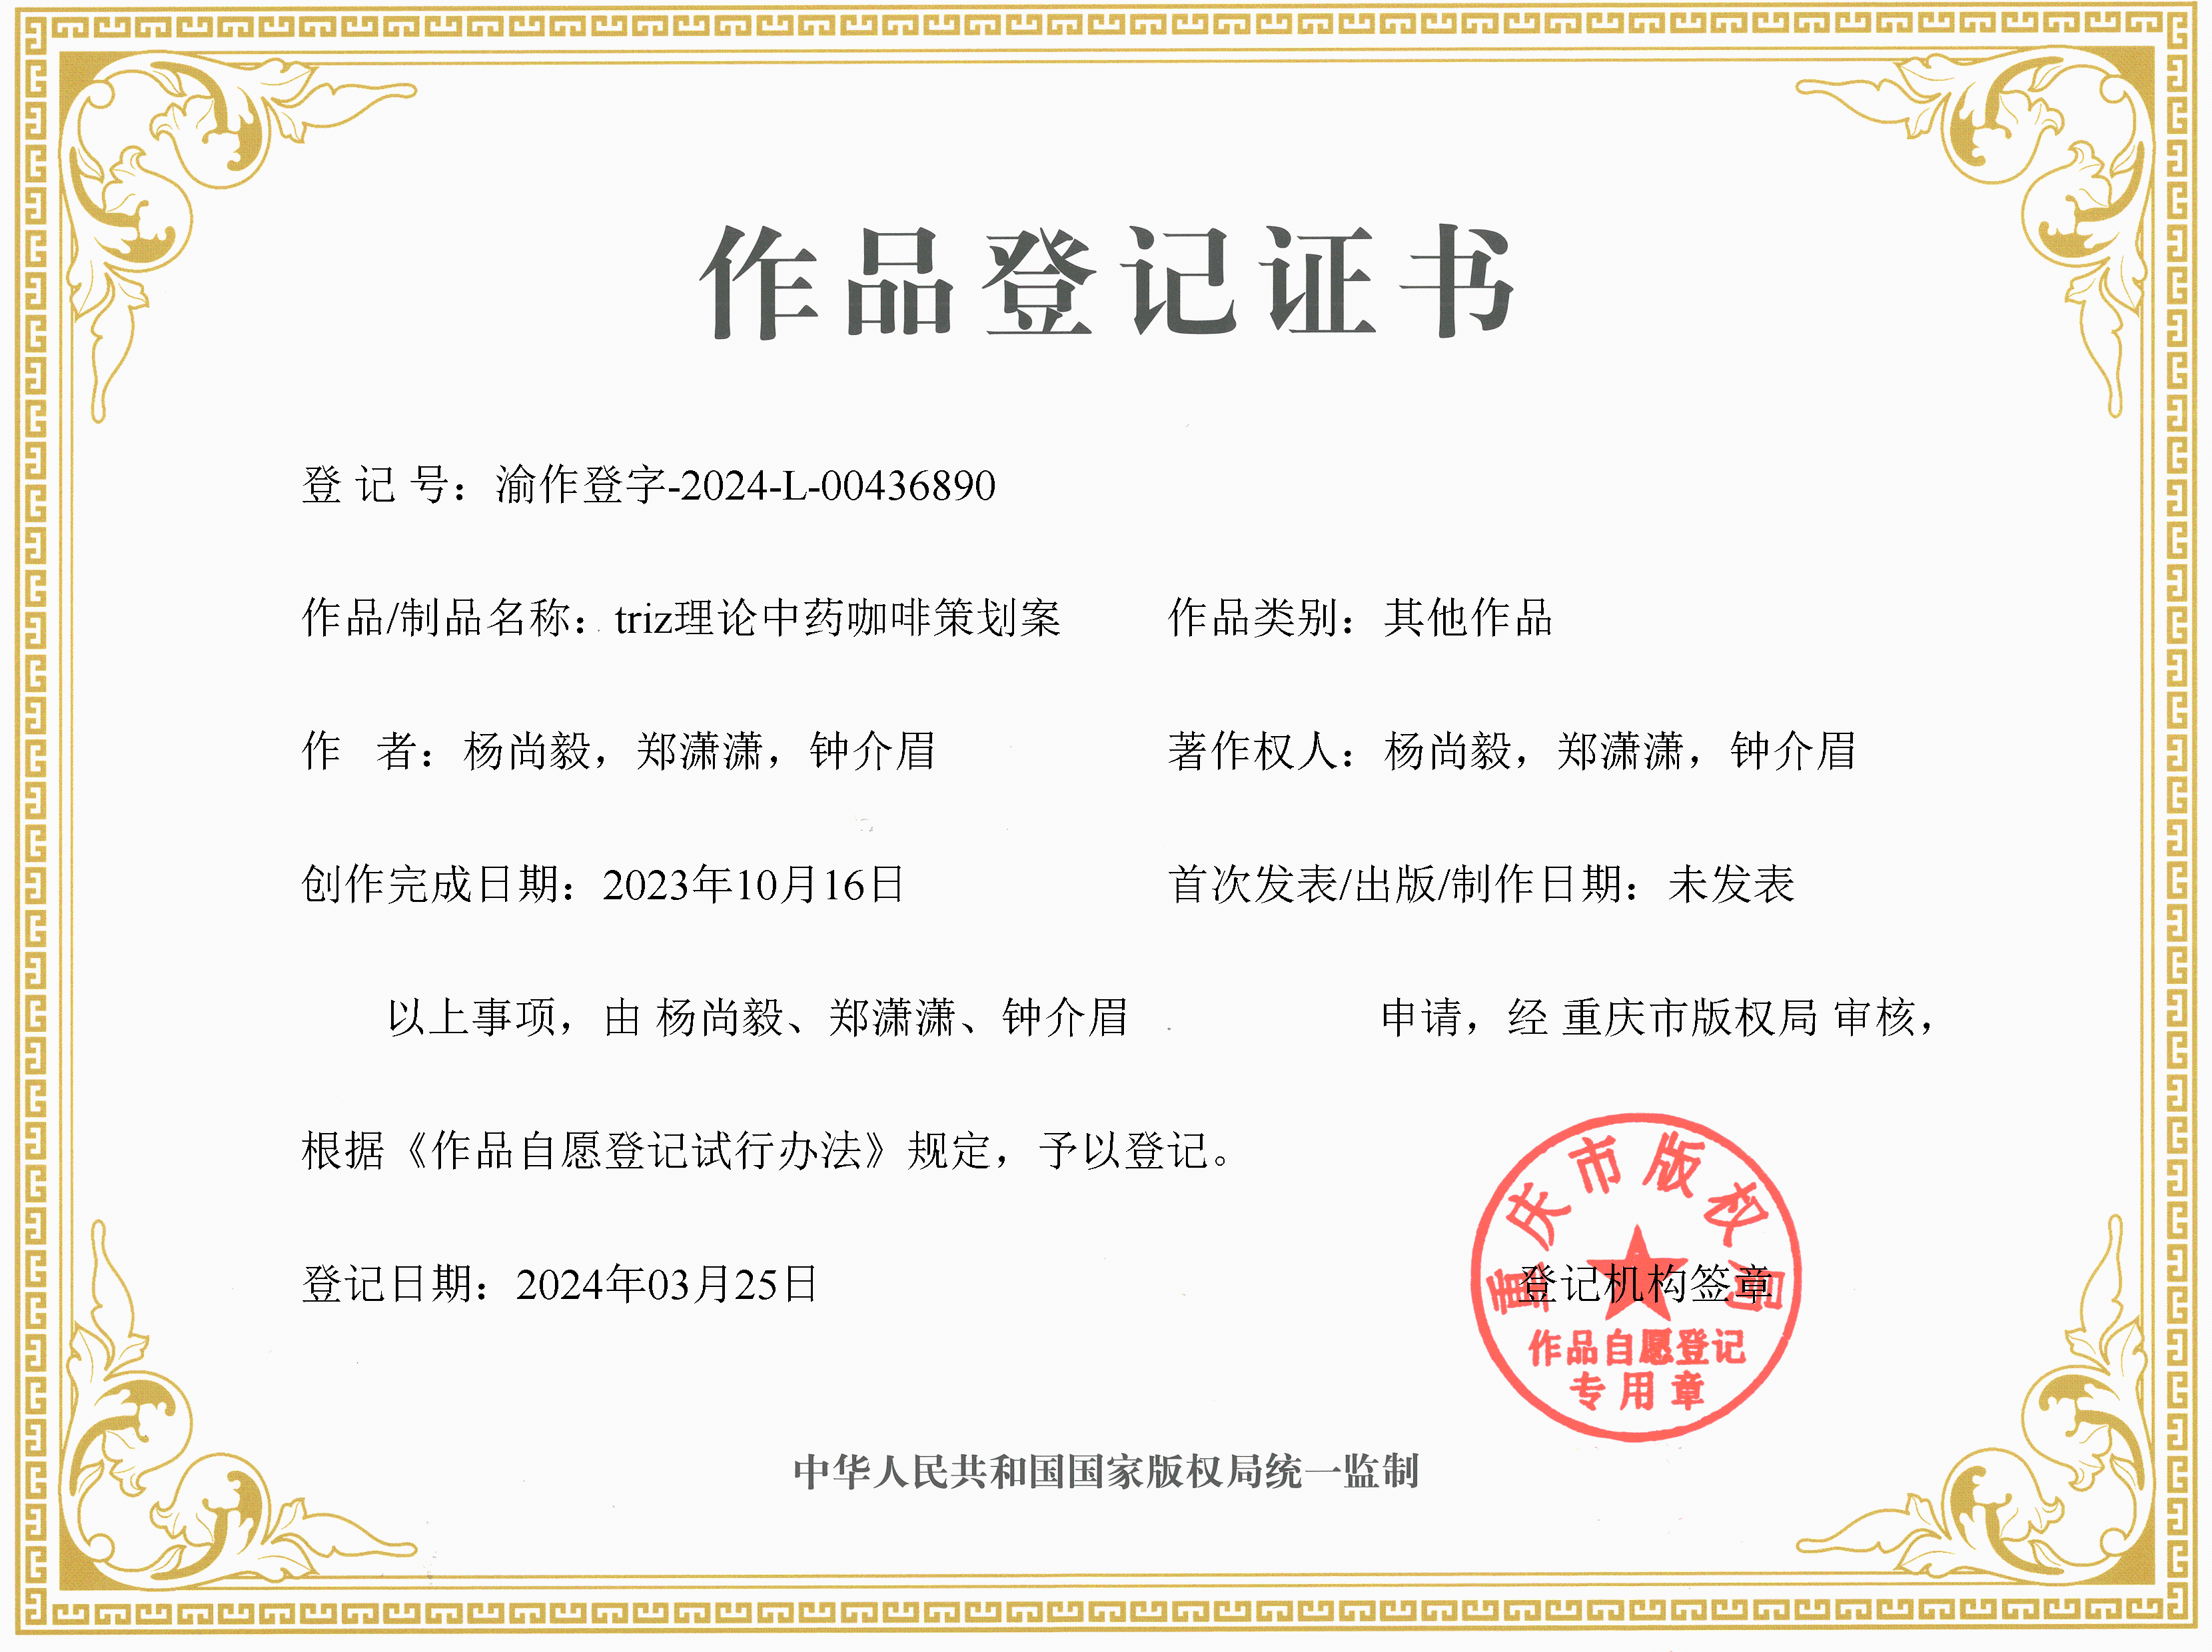 作品登记证书
登 记 号：渝作登字-2024-L-00436890
作品/制品名称：triz理论中药咖啡策划案 作品类别：其他作品
作 者：杨尚毅，郑潇潇，钟介眉 著作权人：杨尚毅，郑潇潇，钟介眉
创作完成日期：2023年10月16日 首次发表/出版/制作日期：未发表
以上事项，由 杨尚毅、郑潇潇、钟介眉 申请，经 重庆市版权局 审核，
根据《作品自愿登记试行办法》规定，予以登记。
登记日期：2024年03月25日 登记机构签章
重庆市版权局
作品自愿登记
专用章
中华人民共和国国家版权局统一监制